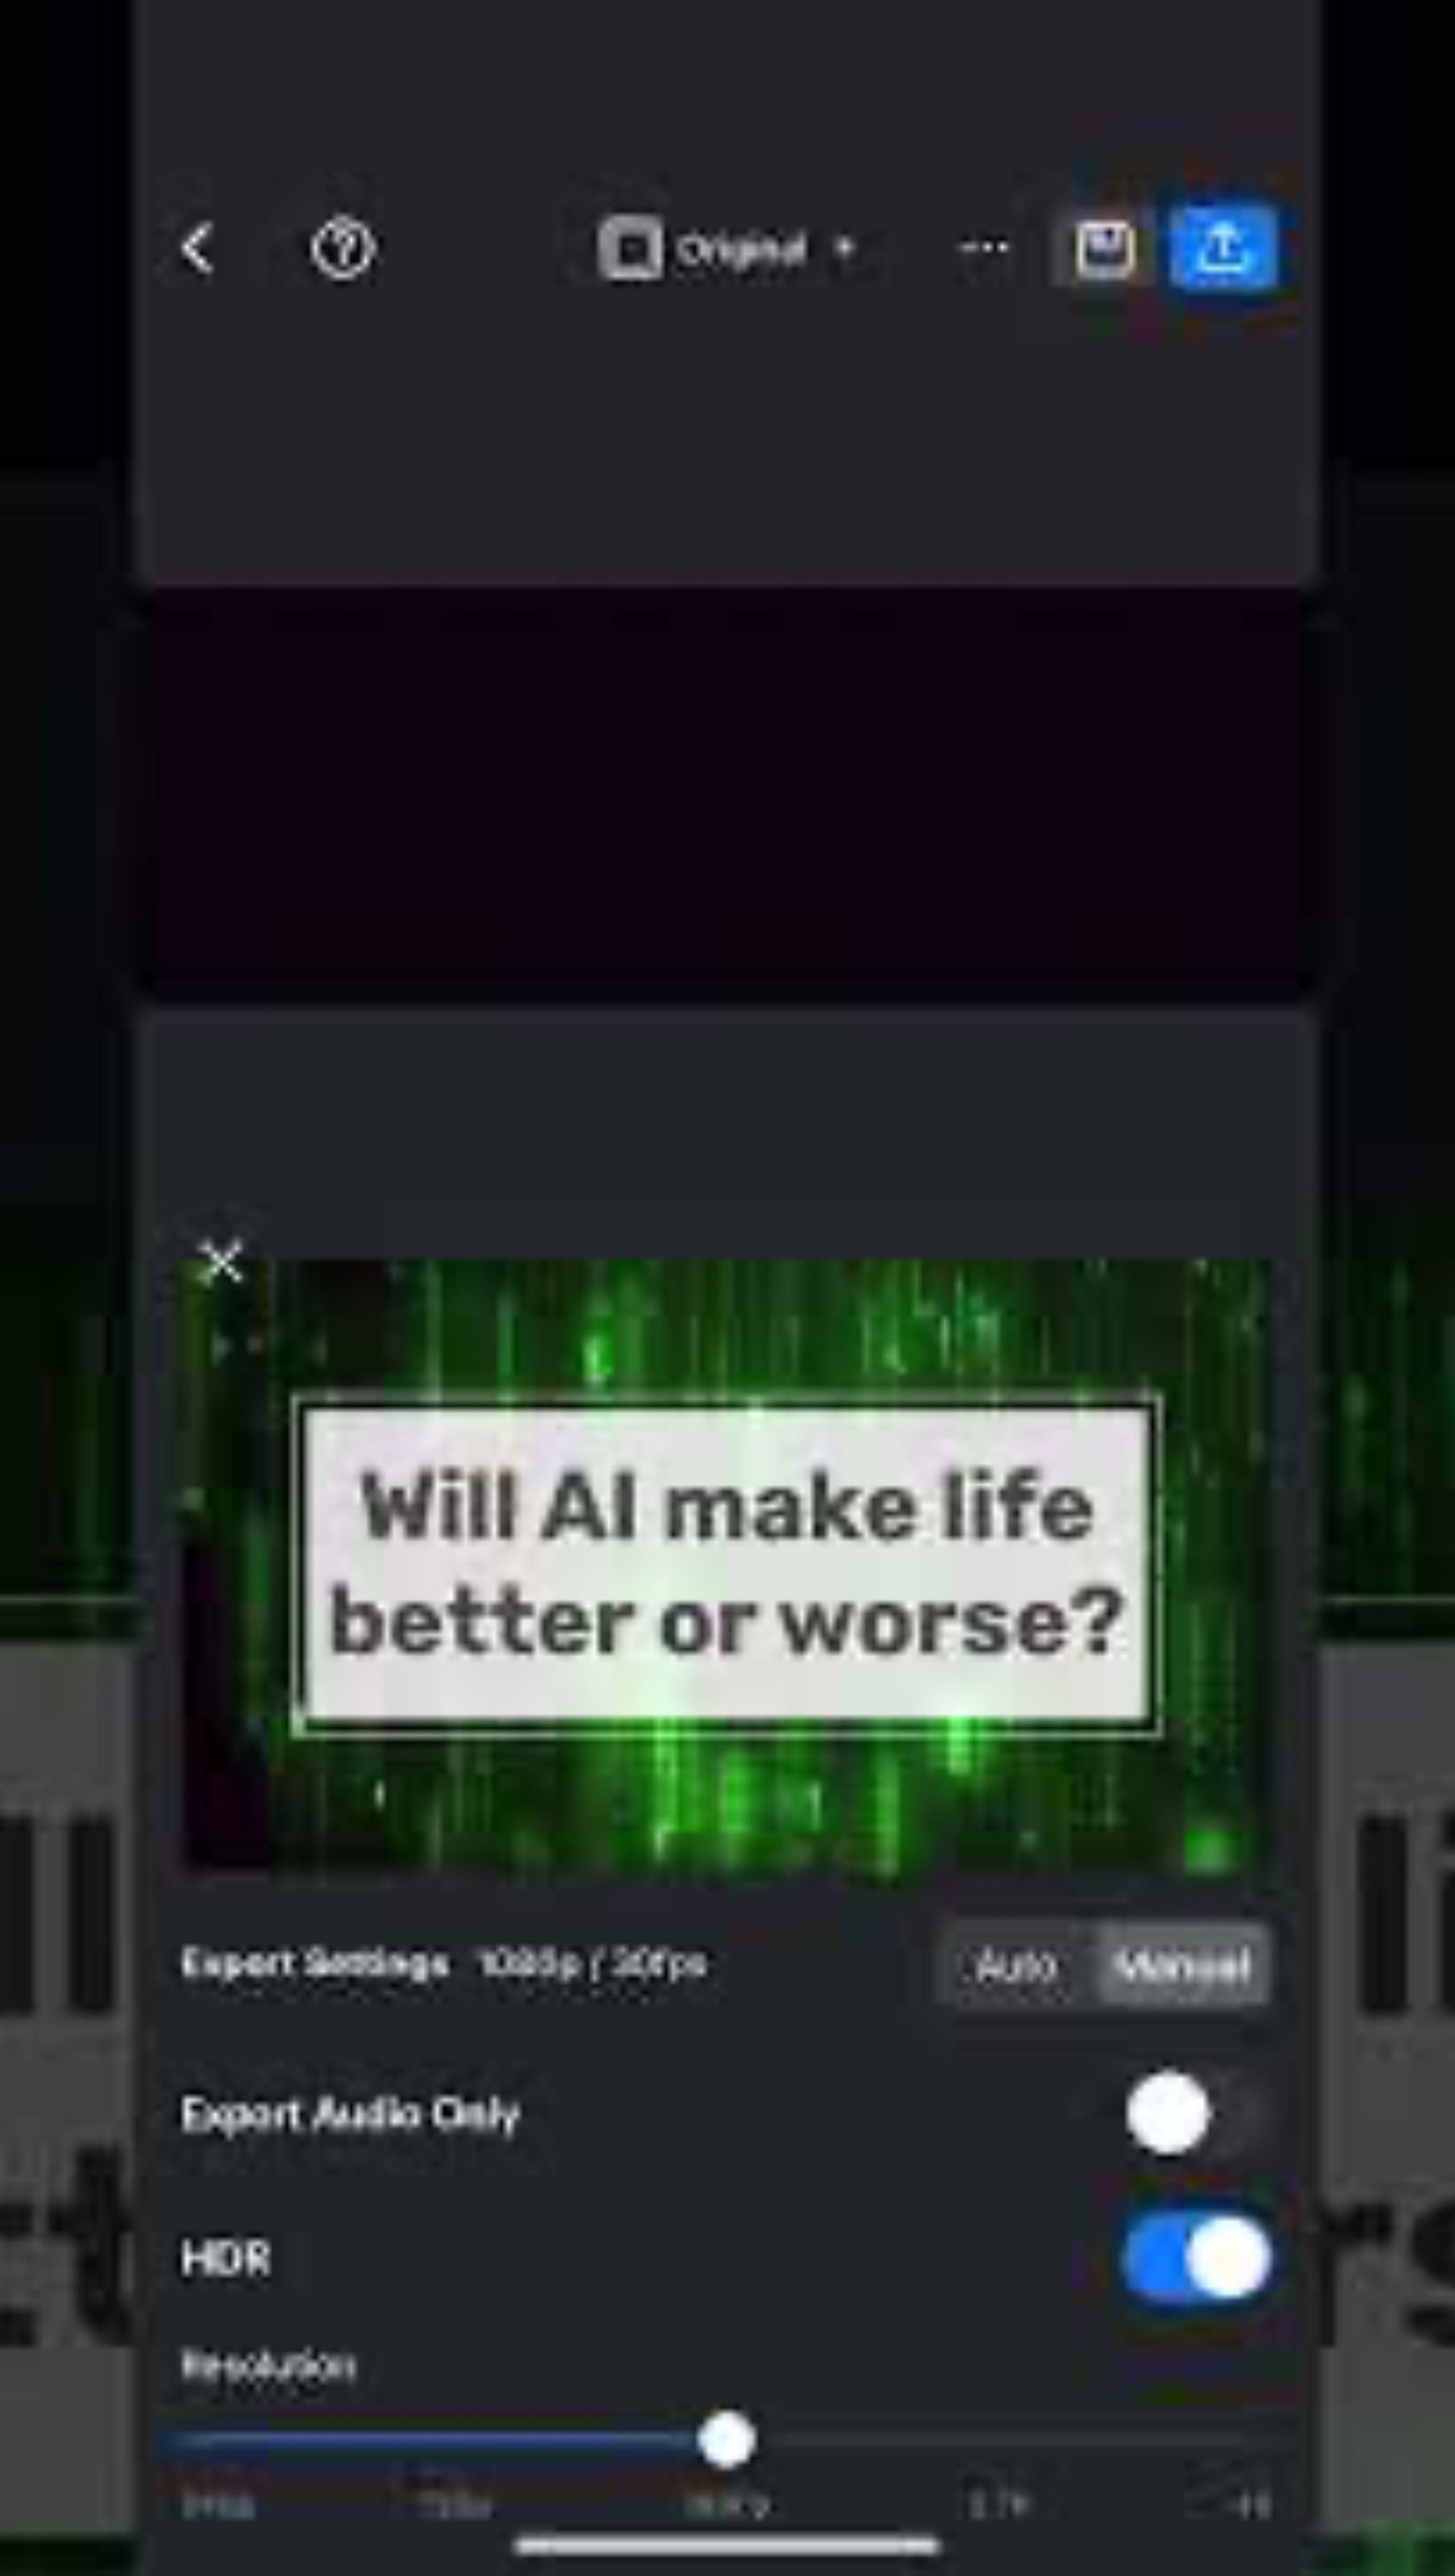 Original
Will AI make life
better or worse?
Export Settings 1080p / 30fps Auto Manual
Export Audio Only
HDR
Resolution